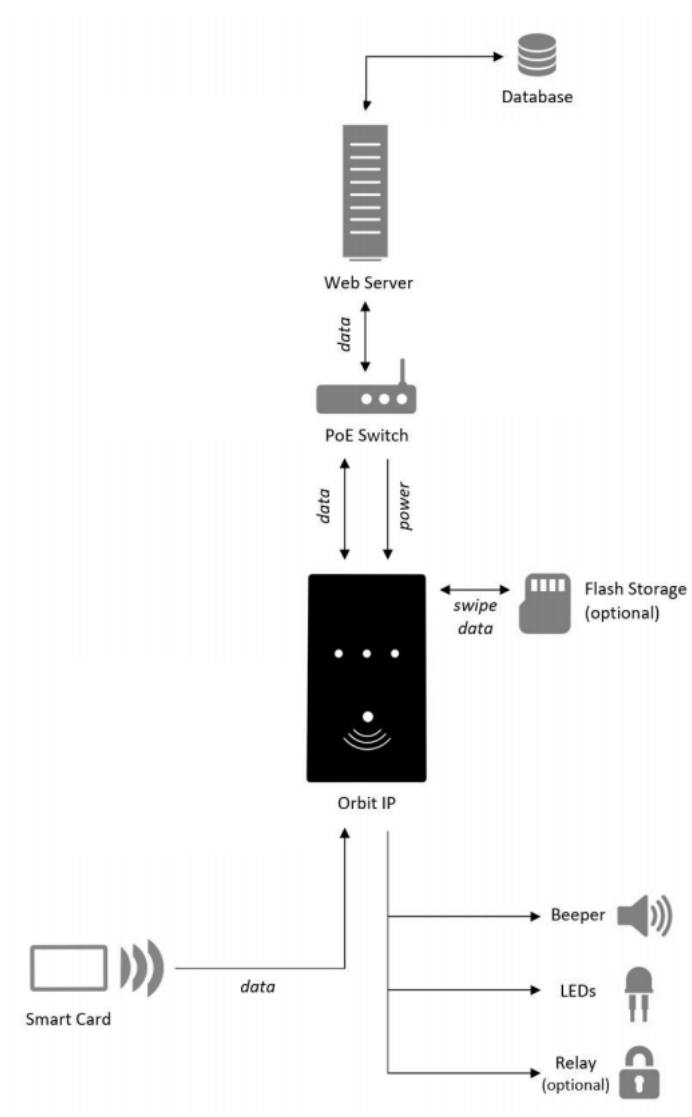 Database
Web Server
data
PoE Switch
data
power
Flash Storage
(optional)
swipe
data
Orbit IP
Beeper
Smart Card
data
LEDs
Relay
(optional)